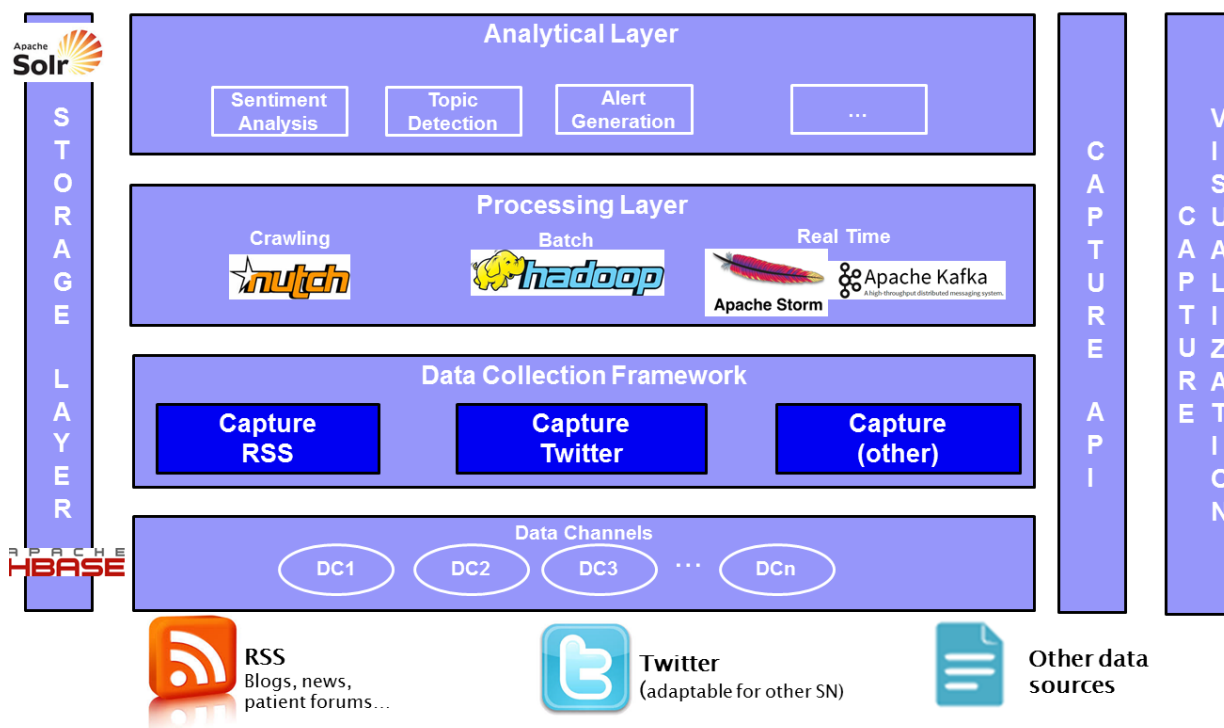 Apache
Solr
STORAGE LAYER
APACHE
HBASE
Analytical Layer
Sentiment
Analysis
Topic
Detection
Alert
Generation
...
Processing Layer
Crawling
nutch
Batch
hadoop
Real Time
Apache Storm
Apache Kafka
A high-throughput distributed messaging system.
Data Collection Framework
Capture
RSS
Capture
Twitter
Capture
(other)
Data Channels
DC1
DC2
DC3
...
DCn
CAPTURE API
CAPTURE
VISUALIZATION
RSS
Blogs, news,
patient forums...
Twitter
(adaptable for other SN)
Other data
sources